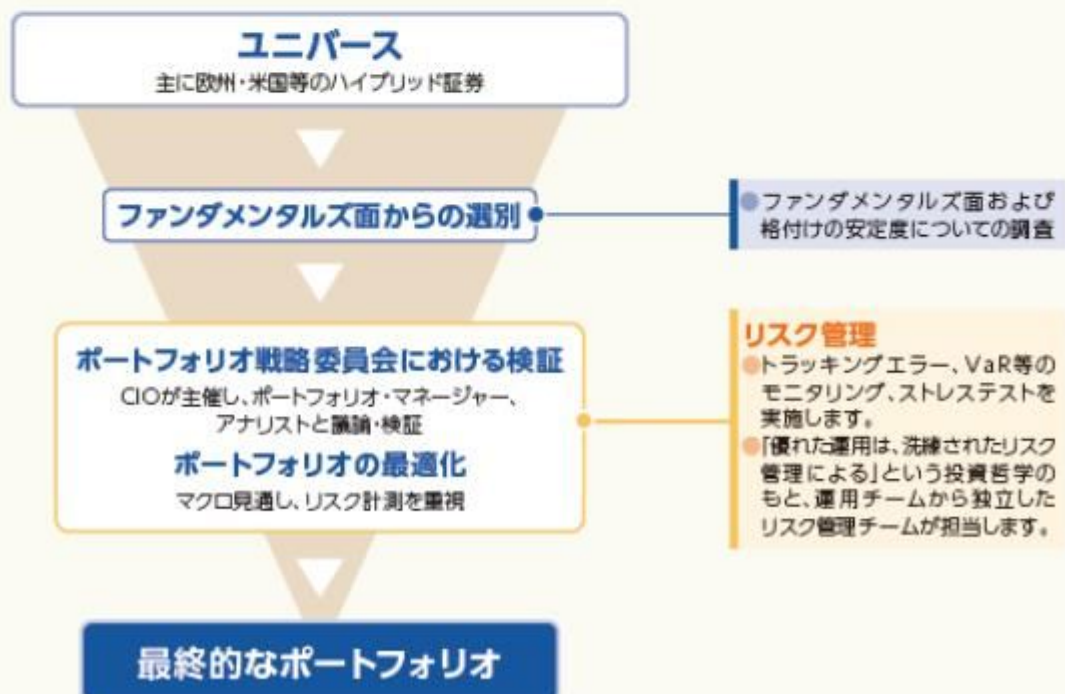 ユニバース
主に欧州・米国等のハイブリッド証券
ファンダメンタルズ面からの選別
●ファンダメンタルズ面および
格付けの安定度についての調査
ポートフォリオ戦略委員会における検証
CIOが主催し、ポートフォリオ・マネージャー、
アナリストと議論・検証
ポートフォリオの最適化
マクロ見通し、リスク計測を重視
リスク管理
●トラッキングエラー、VaR等の
モニタリング、ストレステストを
実施します。
●「優れた運用は、洗練されたリスク
管理による」という投資哲学の
もと、運用チームから独立した
リスク管理チームが担当します。
最終的なポートフォリオ